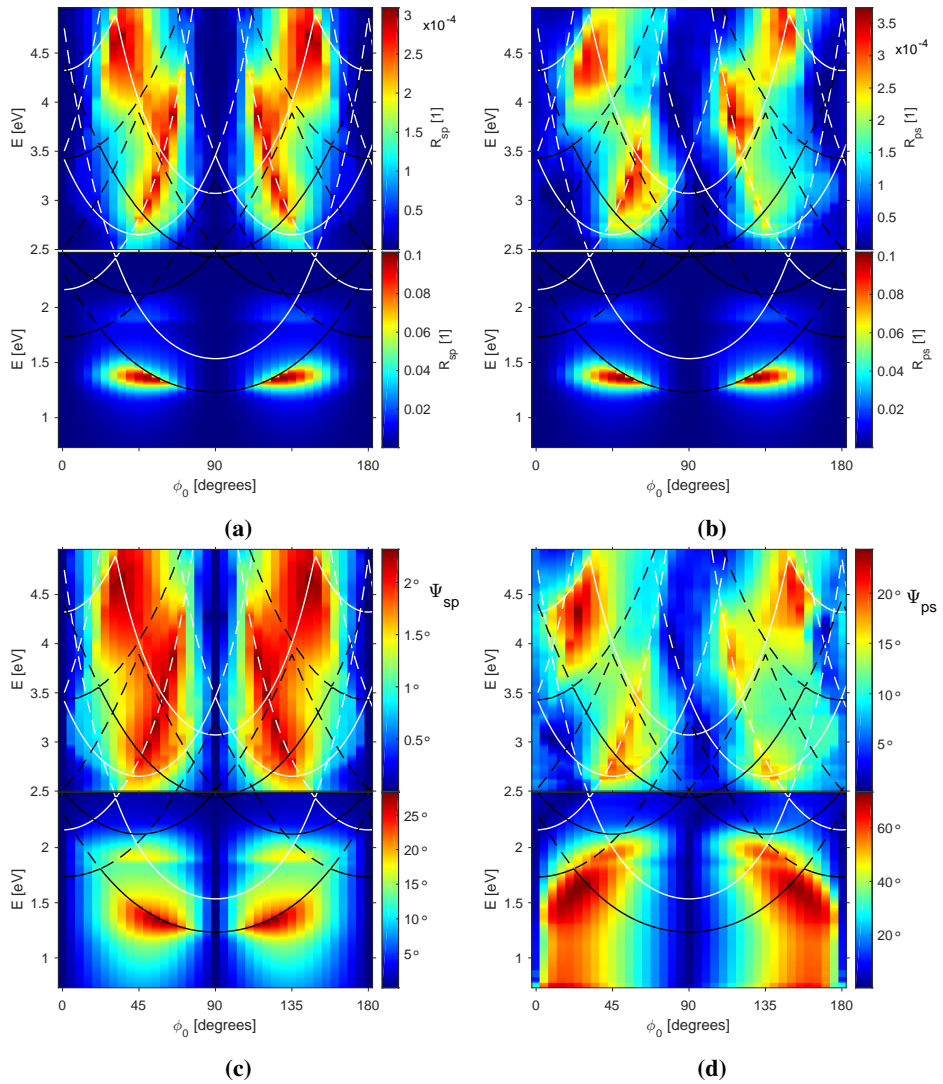 x10⁻⁴
3
2.5
2
1.5
1
0.5
R_sp [1]
4.5
4
3.5
3
2.5
E [eV]
0.1
0.08
0.06
0.04
0.02
R_sp [1]
2
1.5
1
E [eV]
0 45 90 135 180
ϕ₀ [degrees]
(a)
x10⁻⁴
3.5
3
2.5
2
1.5
1
0.5
R_ps [1]
4.5
4
3.5
3
2.5
E [eV]
0.1
0.08
0.06
0.04
0.02
R_ps [1]
2
1.5
1
E [eV]
0 45 90 135 180
ϕ₀ [degrees]
(b)
2°
1.5°
1°
0.5°
Ψ_sp
4.5
4
3.5
3
2.5
E [eV]
25°
20°
15°
10°
5°
2
1.5
1
E [eV]
0 45 90 135 180
ϕ₀ [degrees]
(c)
20°
15°
10°
5°
Ψ_ps
4.5
4
3.5
3
2.5
E [eV]
60°
40°
20°
2
1.5
1
E [eV]
0 45 90 135 180
ϕ₀ [degrees]
(d)